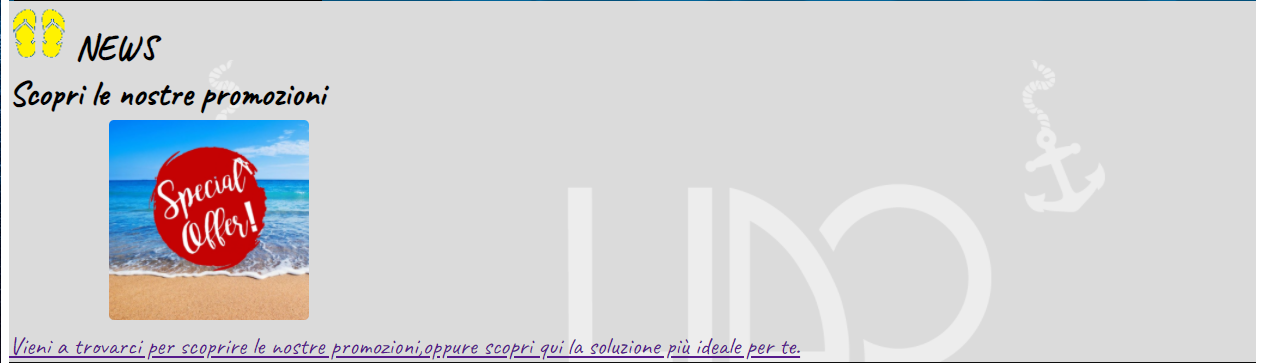 NEWS
Scopri le nostre promozioni
Special
Offer!
Vieni a trovarci per scoprire le nostre promozioni,oppure scopri qui la soluzione più ideale per te.